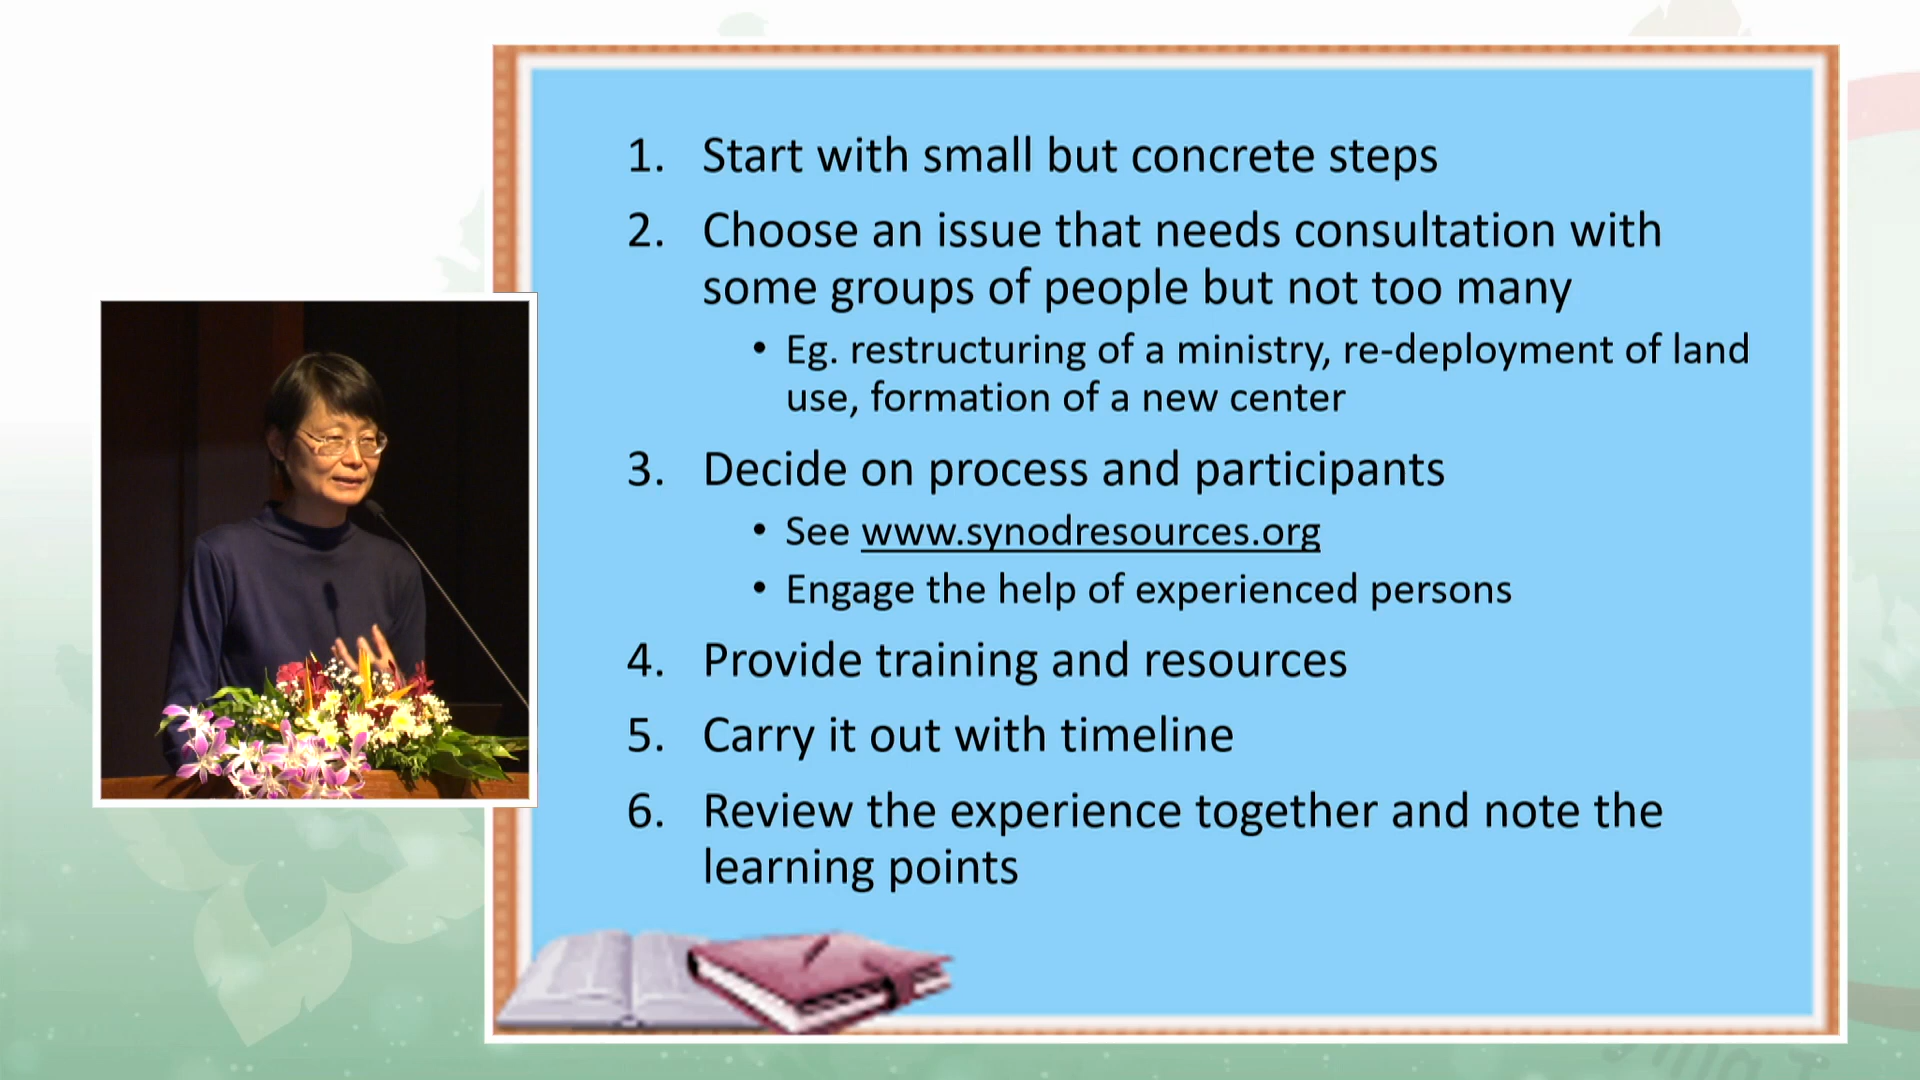 1. Start with small but concrete steps
2. Choose an issue that needs consultation with
some groups of people but not too many
• Eg. restructuring of a ministry, re-deployment of land
use, formation of a new center
3. Decide on process and participants
• See www.synodresources.org
• Engage the help of experienced persons
4. Provide training and resources
5. Carry it out with timeline
6. Review the experience together and note the
learning points